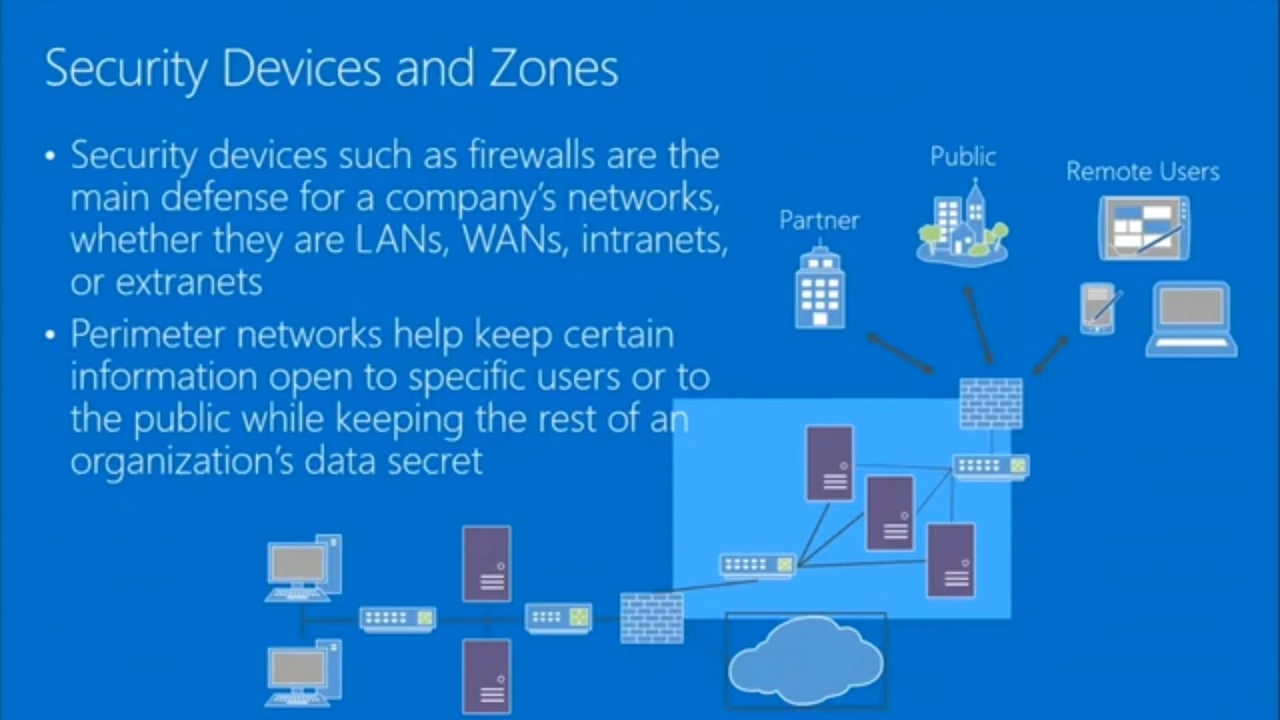 Security Devices and Zones
• Security devices such as firewalls are the
main defense for a company's networks,
whether they are LANs, WANs, intranets,
or extranets
• Perimeter networks help keep certain
information open to specific users or to
the public while keeping the rest of an
organization's data secret
Partner
Public
Remote Users